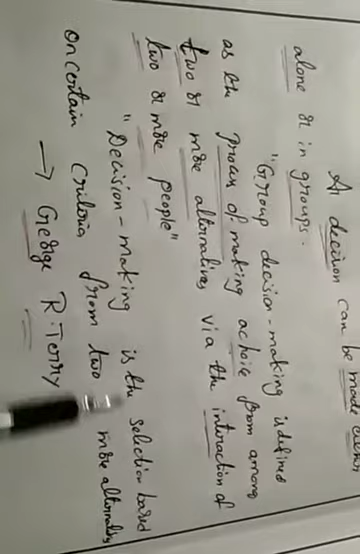 A decision can be made either
alone or in groups.
"Group decision-making is defined
as the process of making a choice from among
two or more alternatives via the interaction of
two or more people"
"Decision-making is the selection based
on certain criteria from two more alternatives
→ George R. Terry